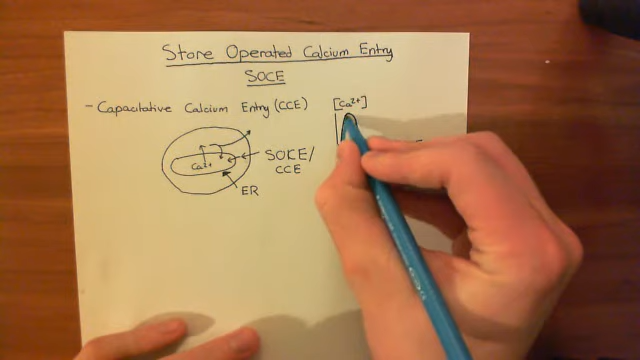 Store Operated Calcium Entry
SOCE
- Capacitative Calcium Entry (CCE)
[Ca²⁺]
Ca²⁺
SOCE/
CCE
ER